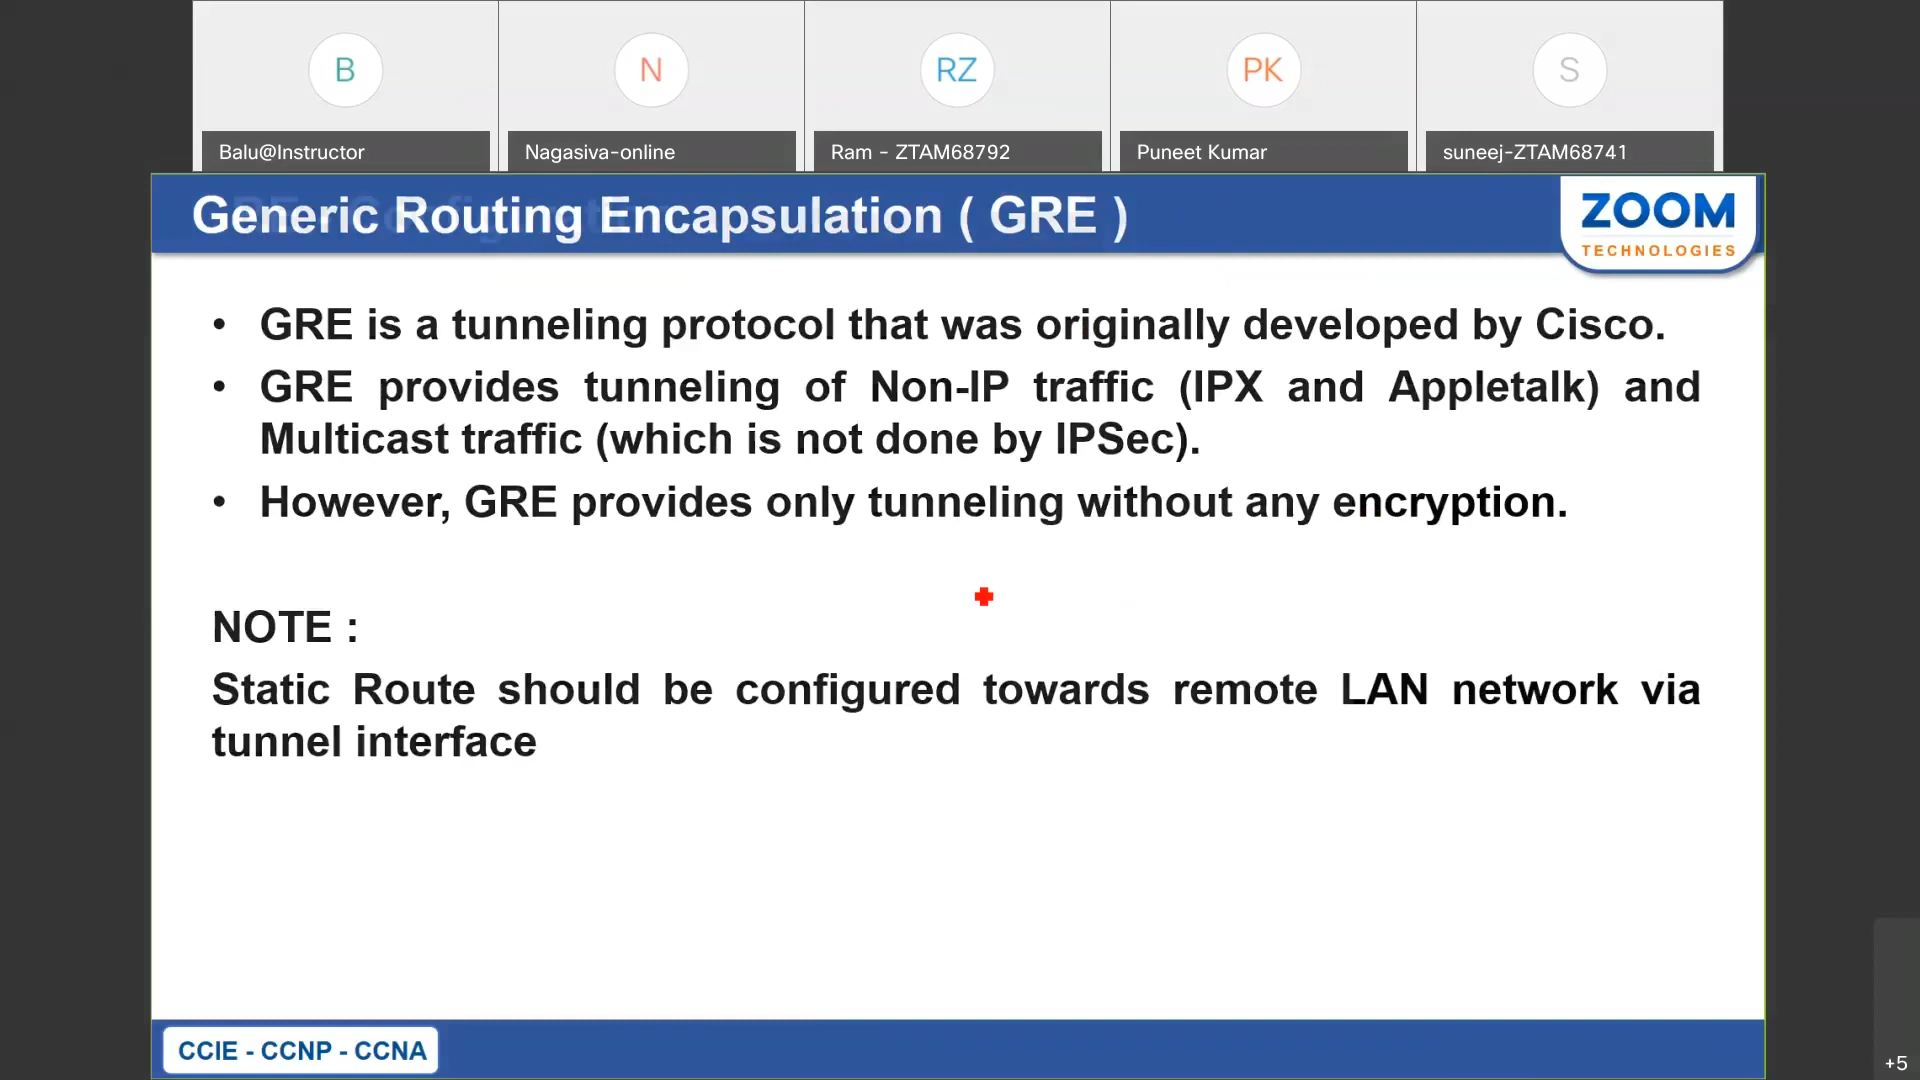 B
N
RZ
PK
S
Balu@Instructor
Nagasiva-online
Ram - ZTAM68792
Puneet Kumar
suneej-ZTAM68741
Generic Routing Encapsulation ( GRE )
ZOOM
TECHNOLOGIES
• GRE is a tunneling protocol that was originally developed by Cisco.
• GRE provides tunneling of Non-IP traffic (IPX and Appletalk) and
Multicast traffic (which is not done by IPSec).
• However, GRE provides only tunneling without any encryption.
NOTE :
Static Route should be configured towards remote LAN network via
tunnel interface
CCIE - CCNP - CCNA
+5